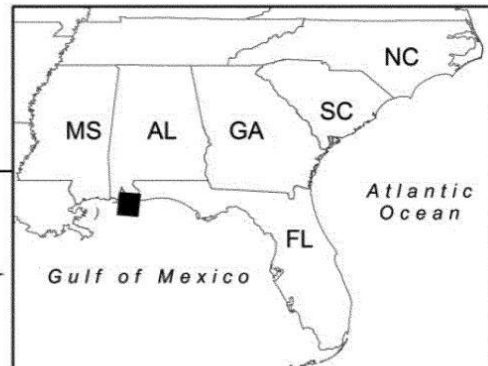 NC
SC
MS AL GA
Atlantic
Ocean
FL
Gulf of Mexico